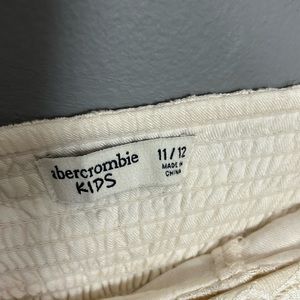 abercrombie
KIDS
11/12
MADE IN
CHINA